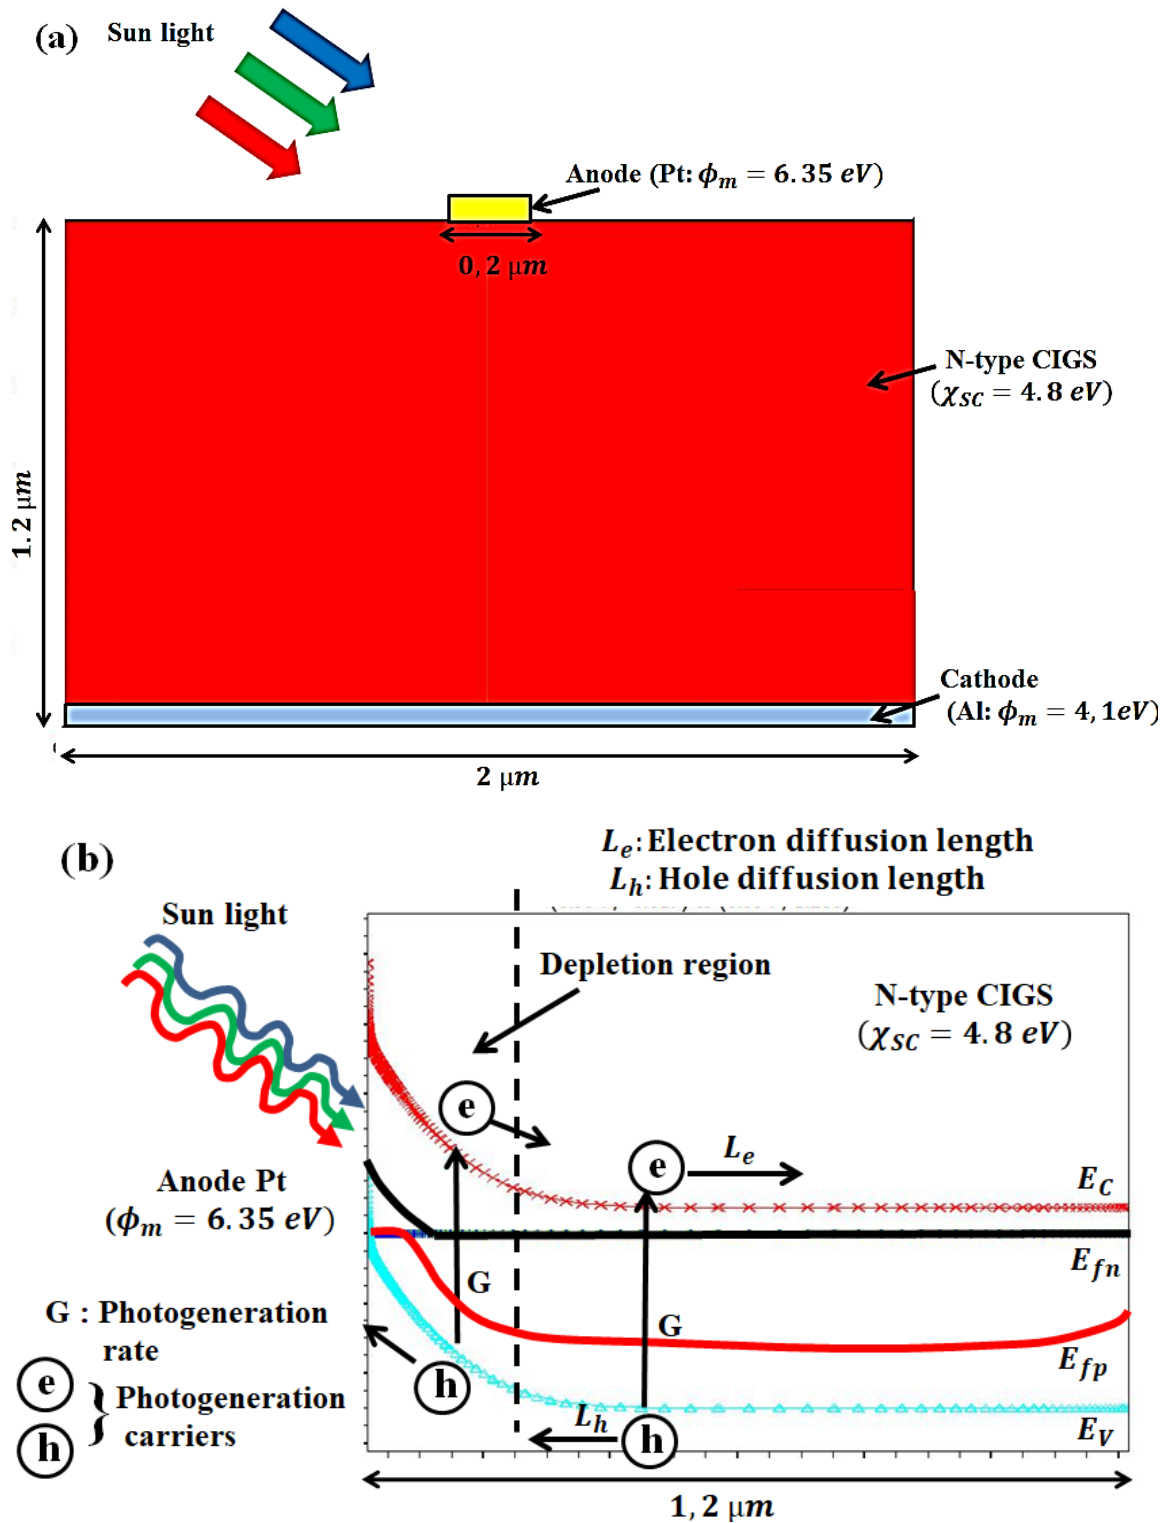 (a)
Sun light
Anode (Pt: ϕm = 6.35 eV)
0,2 μm
N-type CIGS
(χSC = 4.8 eV)
1.2 μm
Cathode
(Al: ϕm = 4,1eV)
2 μm
(b)
Le: Electron diffusion length
Lh: Hole diffusion length
Sun light
Depletion region
N-type CIGS
(χSC = 4.8 eV)
e
e
Le
Anode Pt
(ϕm = 6.35 eV)
EC
Efn
G
G
Efp
G : Photogeneration
rate
h
e
h
} Photogeneration
carriers
Lh
h
EV
1,2 μm